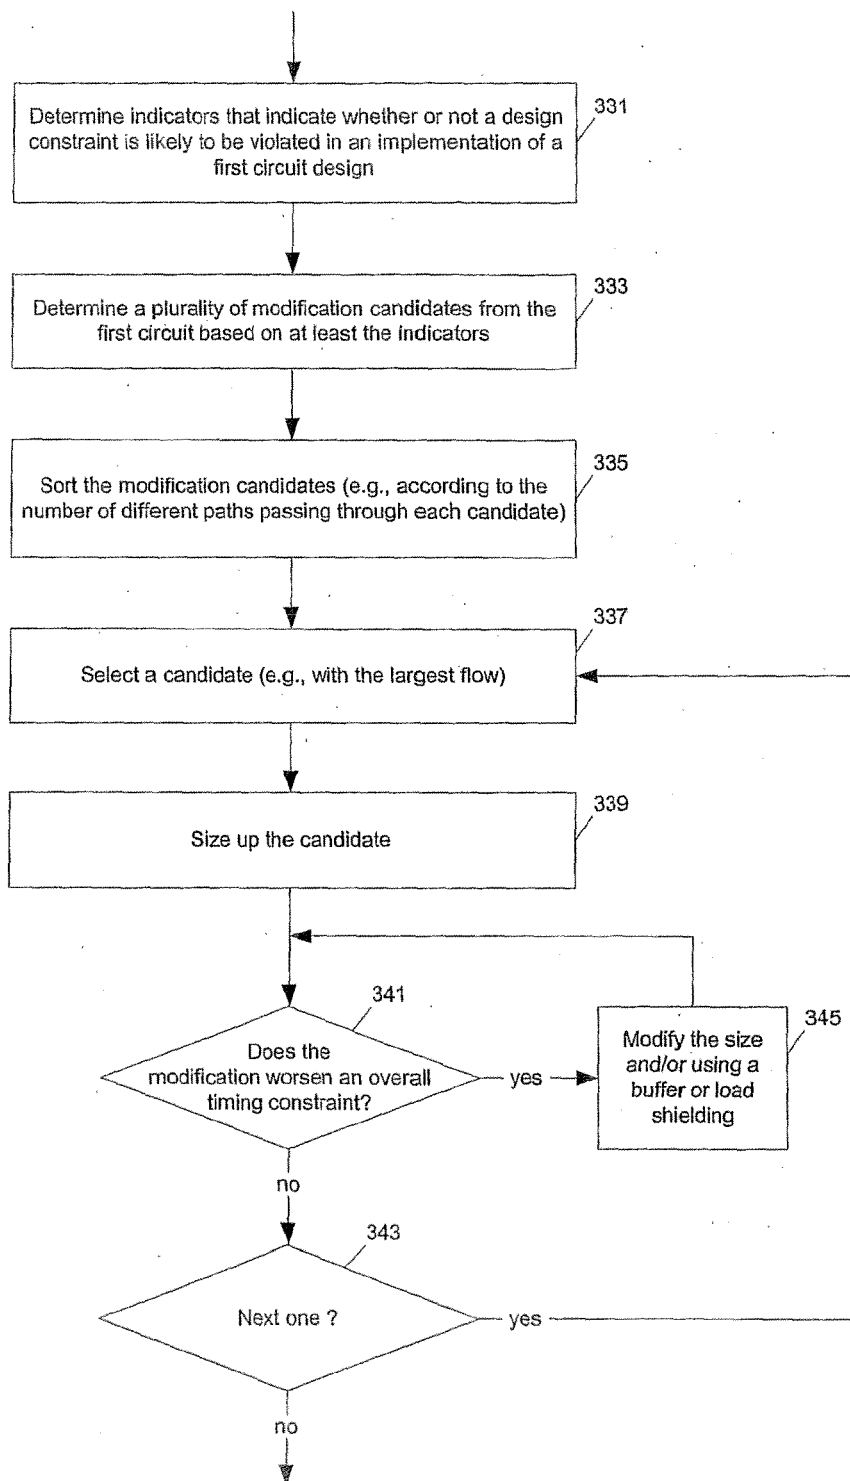 Determine indicators that indicate whether or not a design
constraint is likely to be violated in an implementation of a
first circuit design
331
Determine a plurality of modification candidates from the
first circuit based on at least the indicators
333
Sort the modification candidates (e.g., according to the
number of different paths passing through each candidate)
335
Select a candidate (e.g., with the largest flow)
337
Size up the candidate
339
341
Does the
modification worsen an overall
timing constraint?
yes
Modify the size
and/or using a
buffer or load
shielding
345
no
343
Next one ?
yes
no